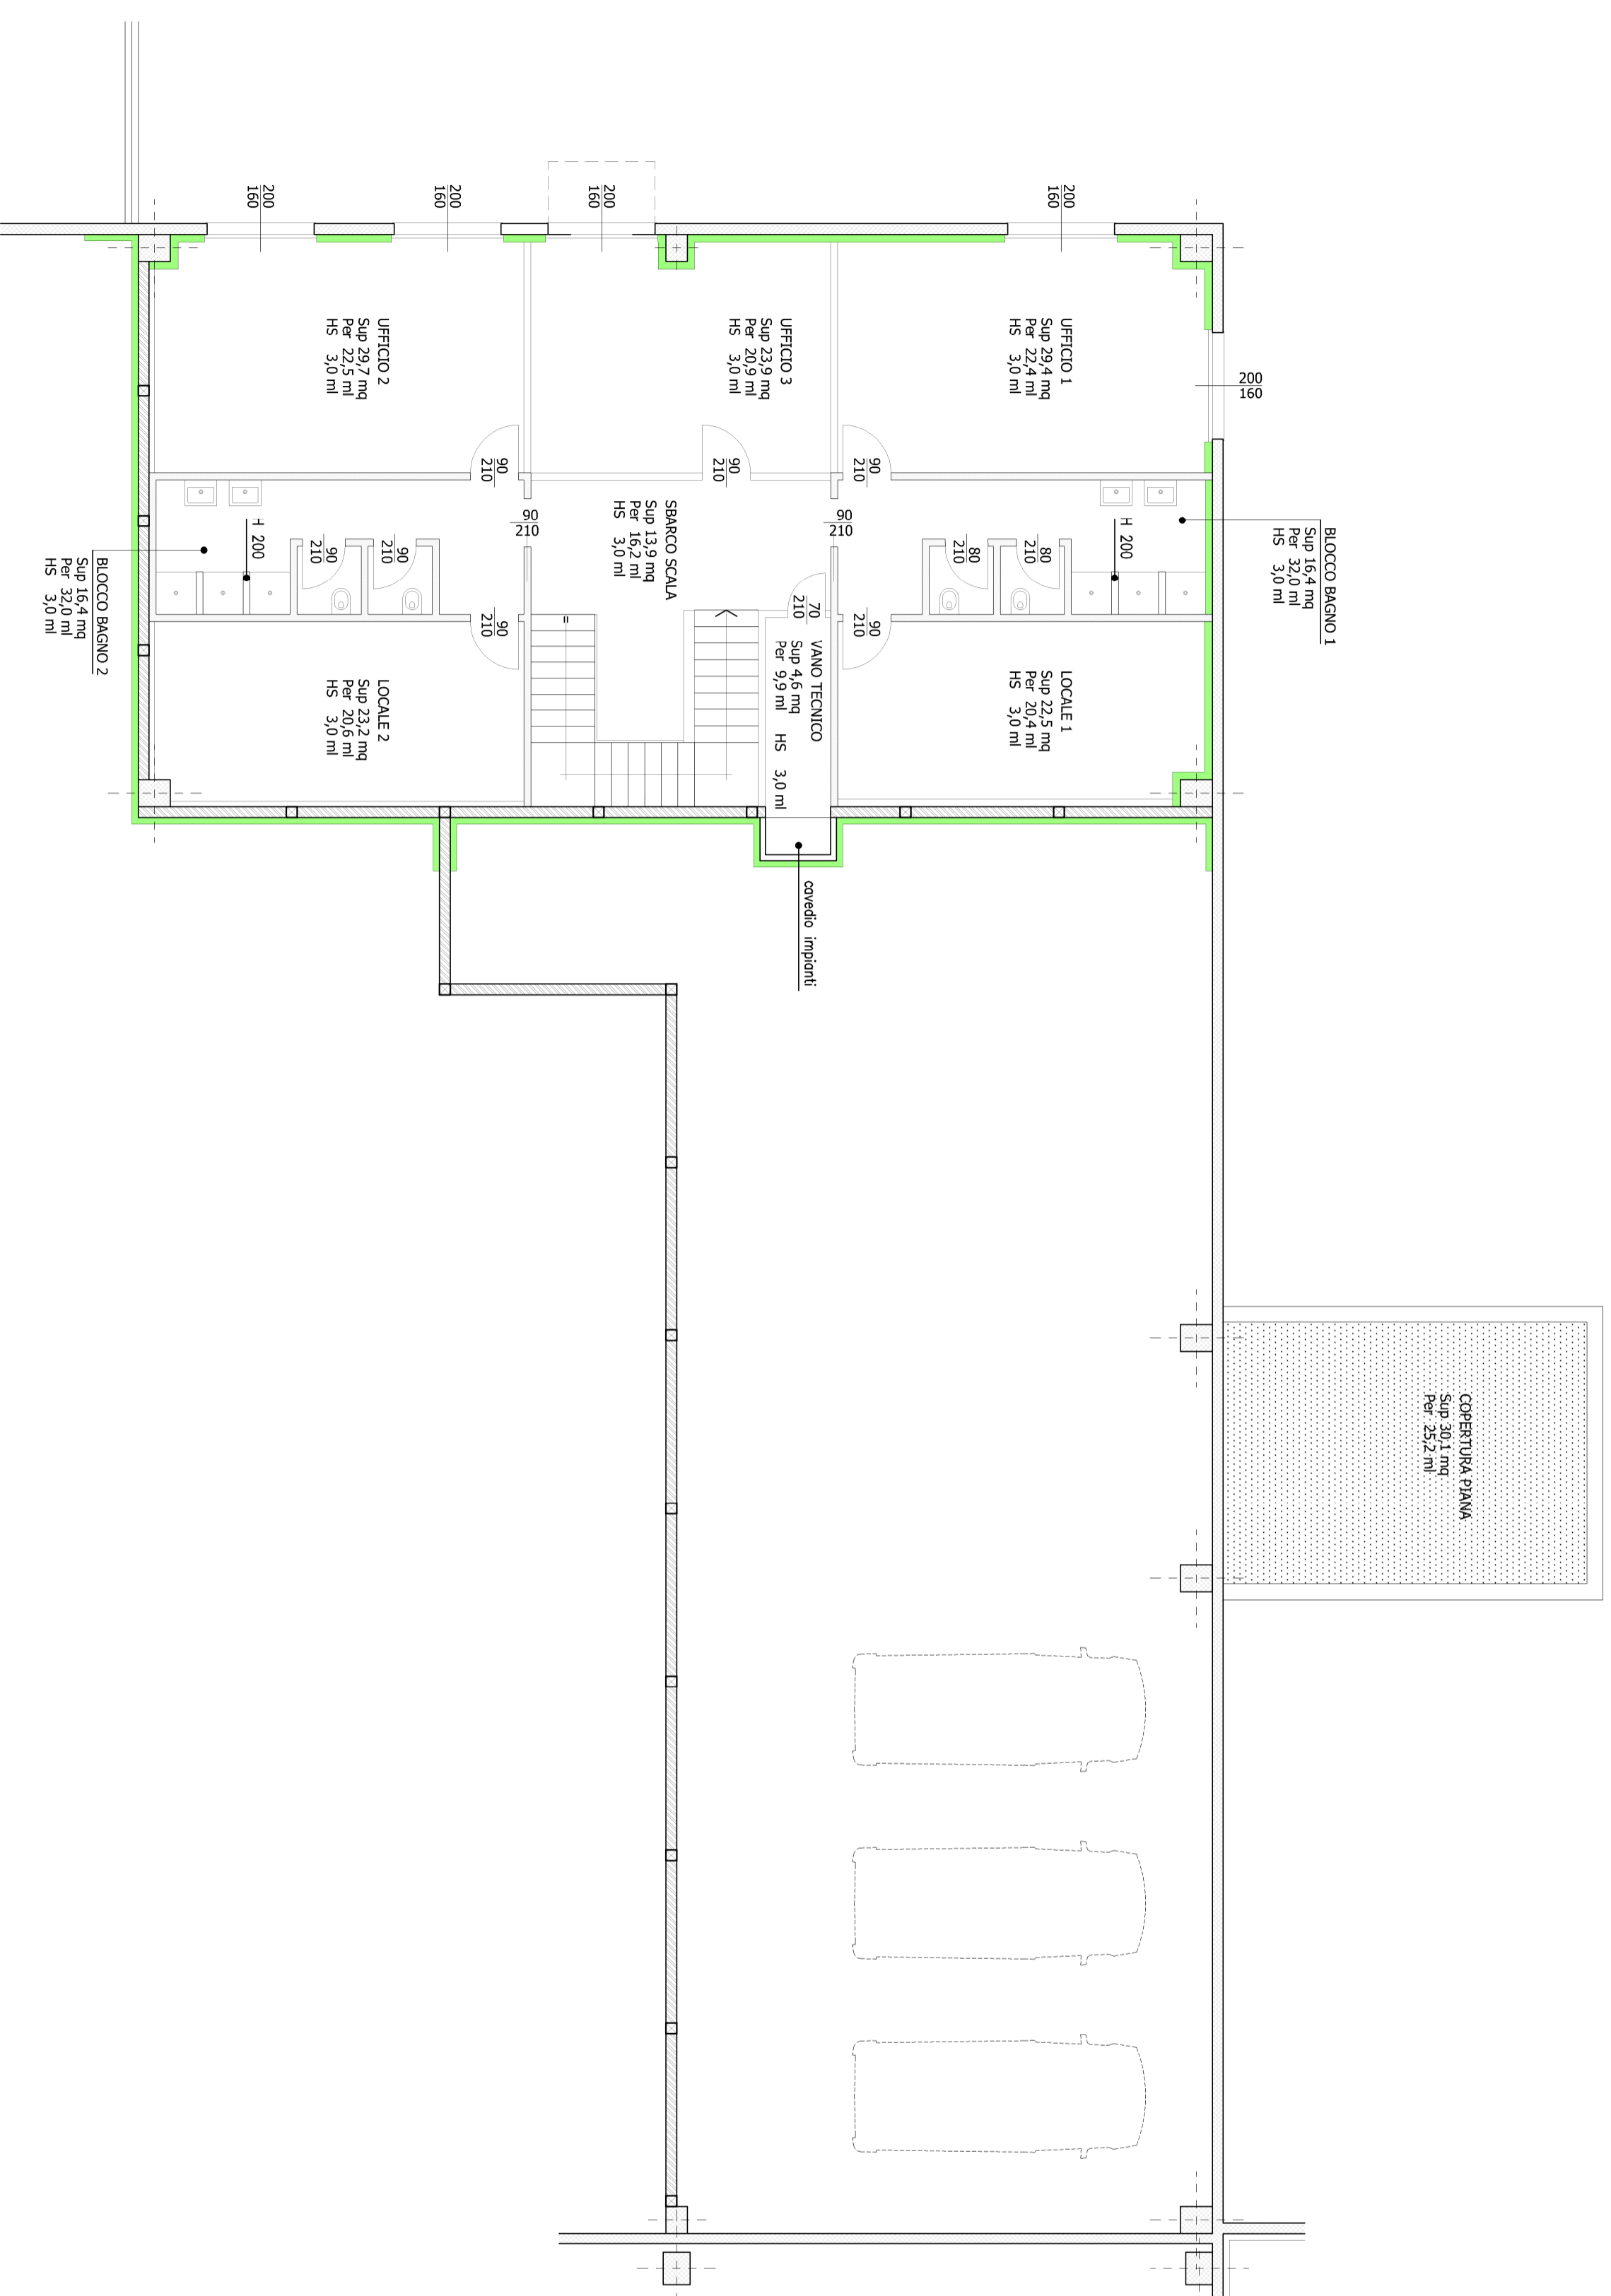 200
160
200
160
200
160
200
160
200
160
UFFICIO 2
Sup 29,7 mq
Per 22,5 ml
HS 3,0 ml
UFFICIO 3
Sup 23,9 mq
Per 20,9 ml
HS 3,0 ml
UFFICIO 1
Sup 29,4 mq
Per 22,4 ml
HS 3,0 ml
90
210
90
210
90
210
90
210
90
210
SBARCO SCALA
Sup 13,9 mq
Per 16,2 ml
HS 3,0 ml
H 200
H 200
90
210
90
210
80
210
80
210
BLOCCO BAGNO 1
Sup 16,4 mq
Per 32,0 ml
HS 3,0 ml
BLOCCO BAGNO 2
Sup 16,4 mq
Per 32,0 ml
HS 3,0 ml
70
210
90
210
90
210
VANO TECNICO
Sup 4,6 mq
Per 9,9 ml HS 3,0 ml
LOCALE 2
Sup 23,2 mq
Per 20,6 ml
HS 3,0 ml
LOCALE 1
Sup 22,5 mq
Per 20,4 ml
HS 3,0 ml
cavedio impianti
COPERTURA PIANA
Sup 30,1 mq
Per 25,2 ml